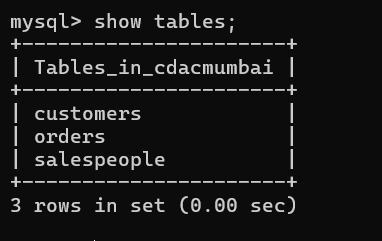 mysql> show tables;
+----------------------+
| Tables_in_cdacmumbai |
+----------------------+
| customers            |
| orders               |
| salespeople          |
+----------------------+
3 rows in set (0.00 sec)